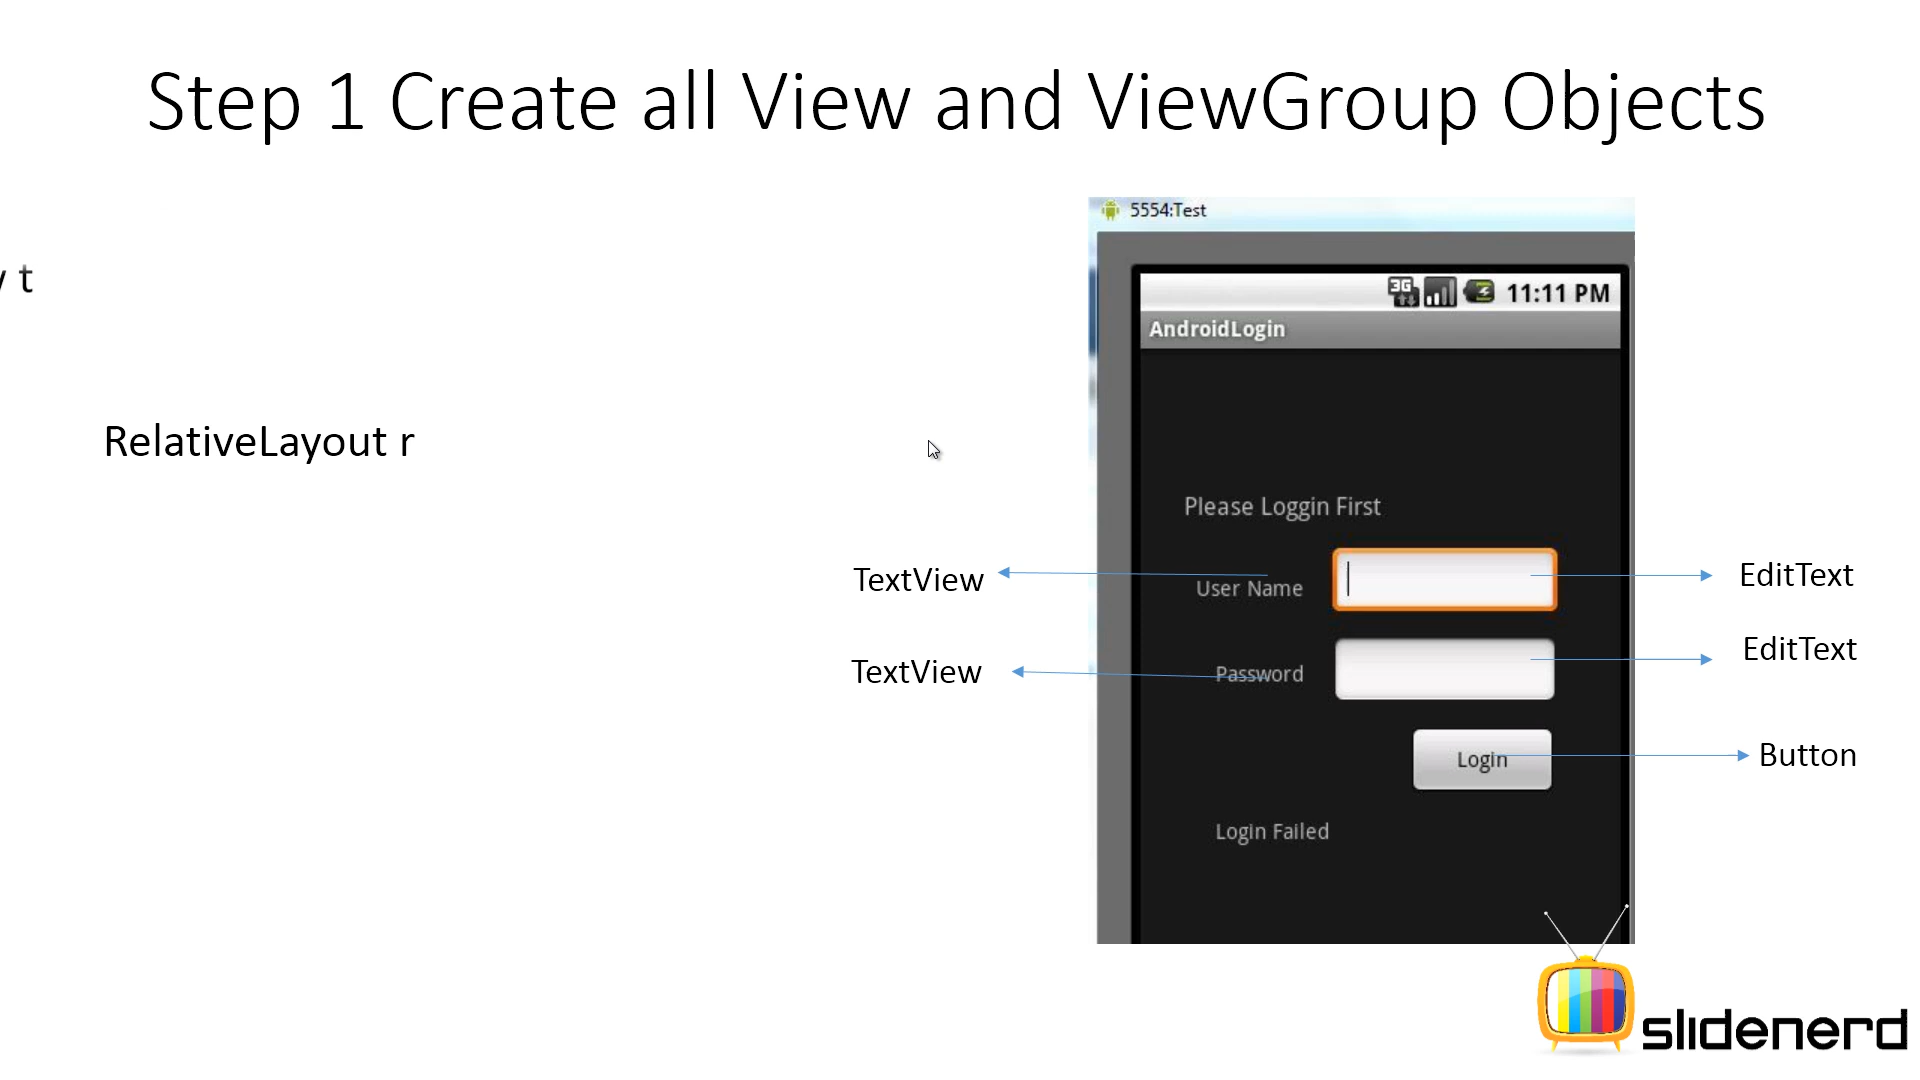 Step 1 Create all View and ViewGroup Objects
5554:Test
t
3G 11:11 PM
AndroidLogin
RelativeLayout r
Please Loggin First
TextView
User Name
EditText
TextView
Password
EditText
Login
Button
Login Failed
slidenerd